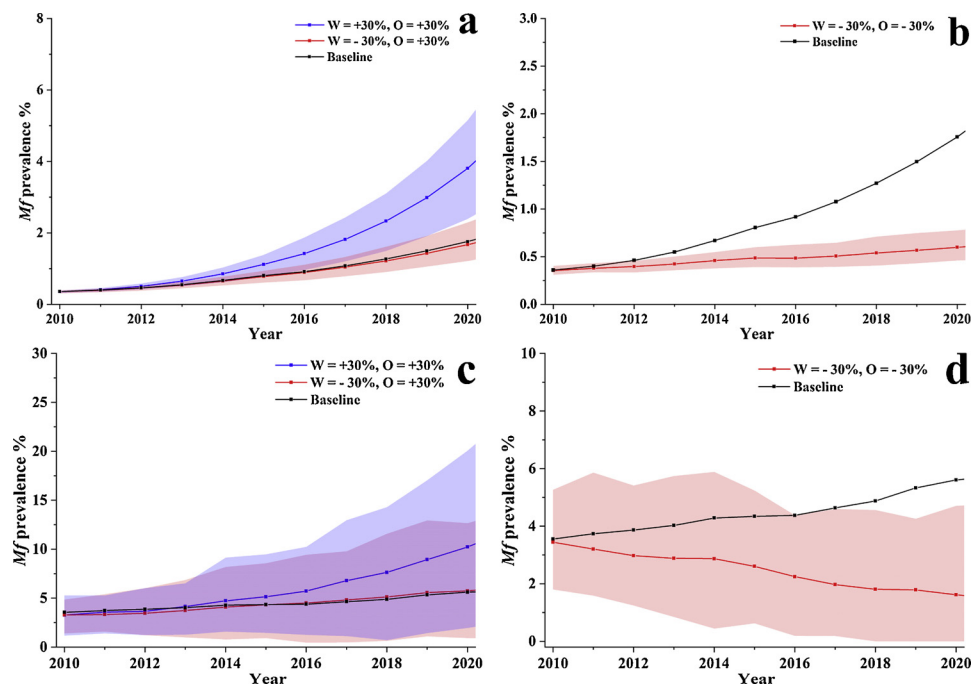 a
W = +30%, O = +30%
W = - 30%, O = +30%
Baseline
Mf prevalence %
8
6
4
2
0
2010 2012 2014 2016 2018 2020
Year
b
W = - 30%, O = - 30%
Baseline
Mf prevalence %
3.0
2.5
2.0
1.5
1.0
0.5
0.0
2010 2012 2014 2016 2018 2020
Year
c
W = +30%, O = +30%
W = - 30%, O = +30%
Baseline
Mf prevalence %
30
25
20
15
10
5
0
2010 2012 2014 2016 2018 2020
Year
d
W = - 30%, O = - 30%
Baseline
Mf prevalence %
10
8
6
4
2
0
2010 2012 2014 2016 2018 2020
Year